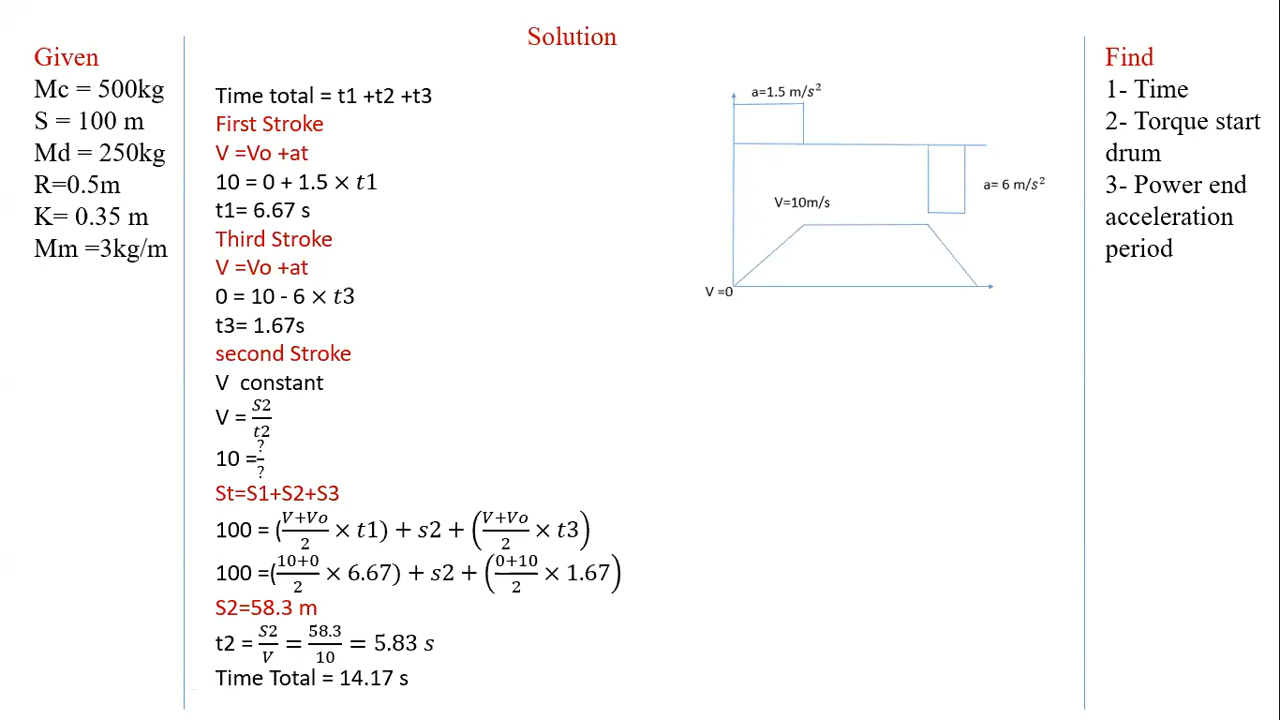 Solution
Given
Mc = 500kg
S = 100 m
Md = 250kg
R=0.5m
K= 0.35 m
Mm =3kg/m
Time total = t1 +t2 +t3
First Stroke
V =Vo +at
10 = 0 + 1.5 × t1
t1= 6.67 s
Third Stroke
V =Vo +at
0 = 10 - 6 × t3
t3= 1.67s
second Stroke
V constant
V = S2/t2
10 =?/?
St=S1+S2+S3
100 = (V+Vo/2 × t1) + s2 + (V+Vo/2 × t3)
100 =(10+0/2 × 6.67) + s2 + (0+10/2 × 1.67)
S2=58.3 m
t2 = S2/V = 58.3/10 = 5.83 s
Time Total = 14.17 s
a=1.5 m/s²
a= 6 m/s²
V=10m/s
V =0
Find
1- Time
2- Torque start
drum
3- Power end
acceleration
period